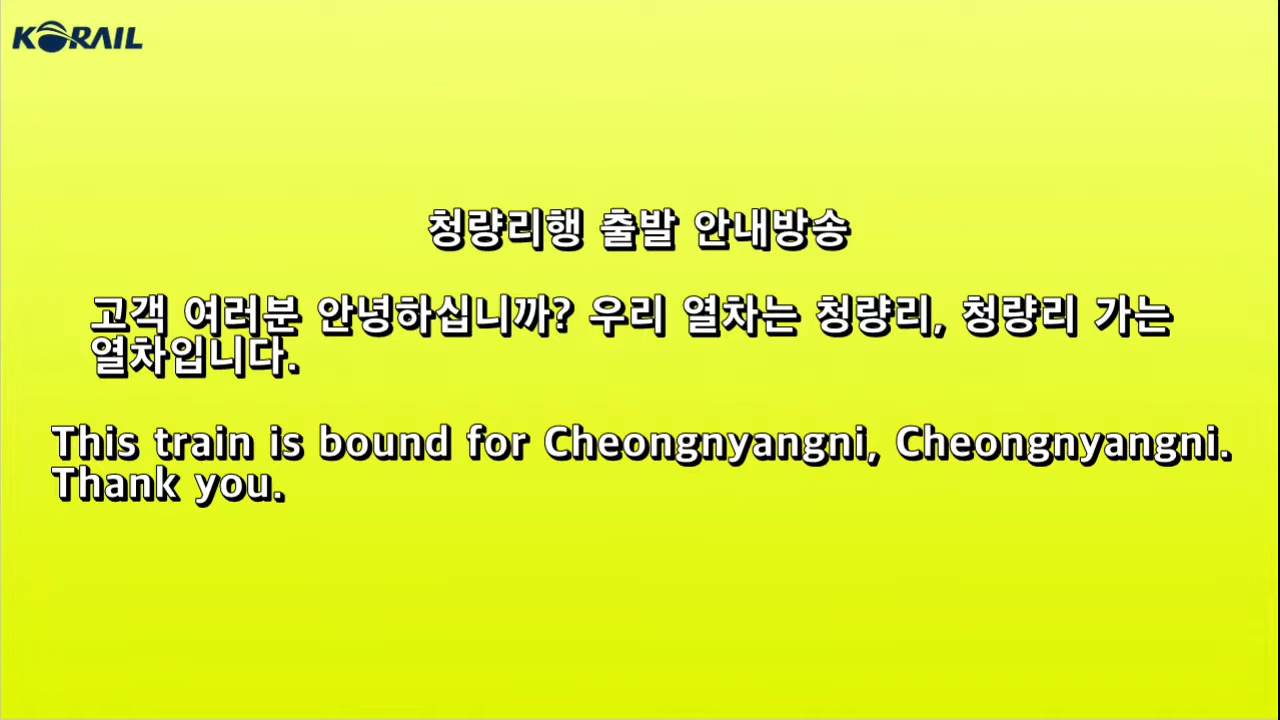 KORAIL
청량리행 출발 안내방송
고객 여러분 안녕하십니까? 우리 열차는 청량리, 청량리 가는
열차입니다.
This train is bound for Cheongnyangni, Cheongnyangni.
Thank you.